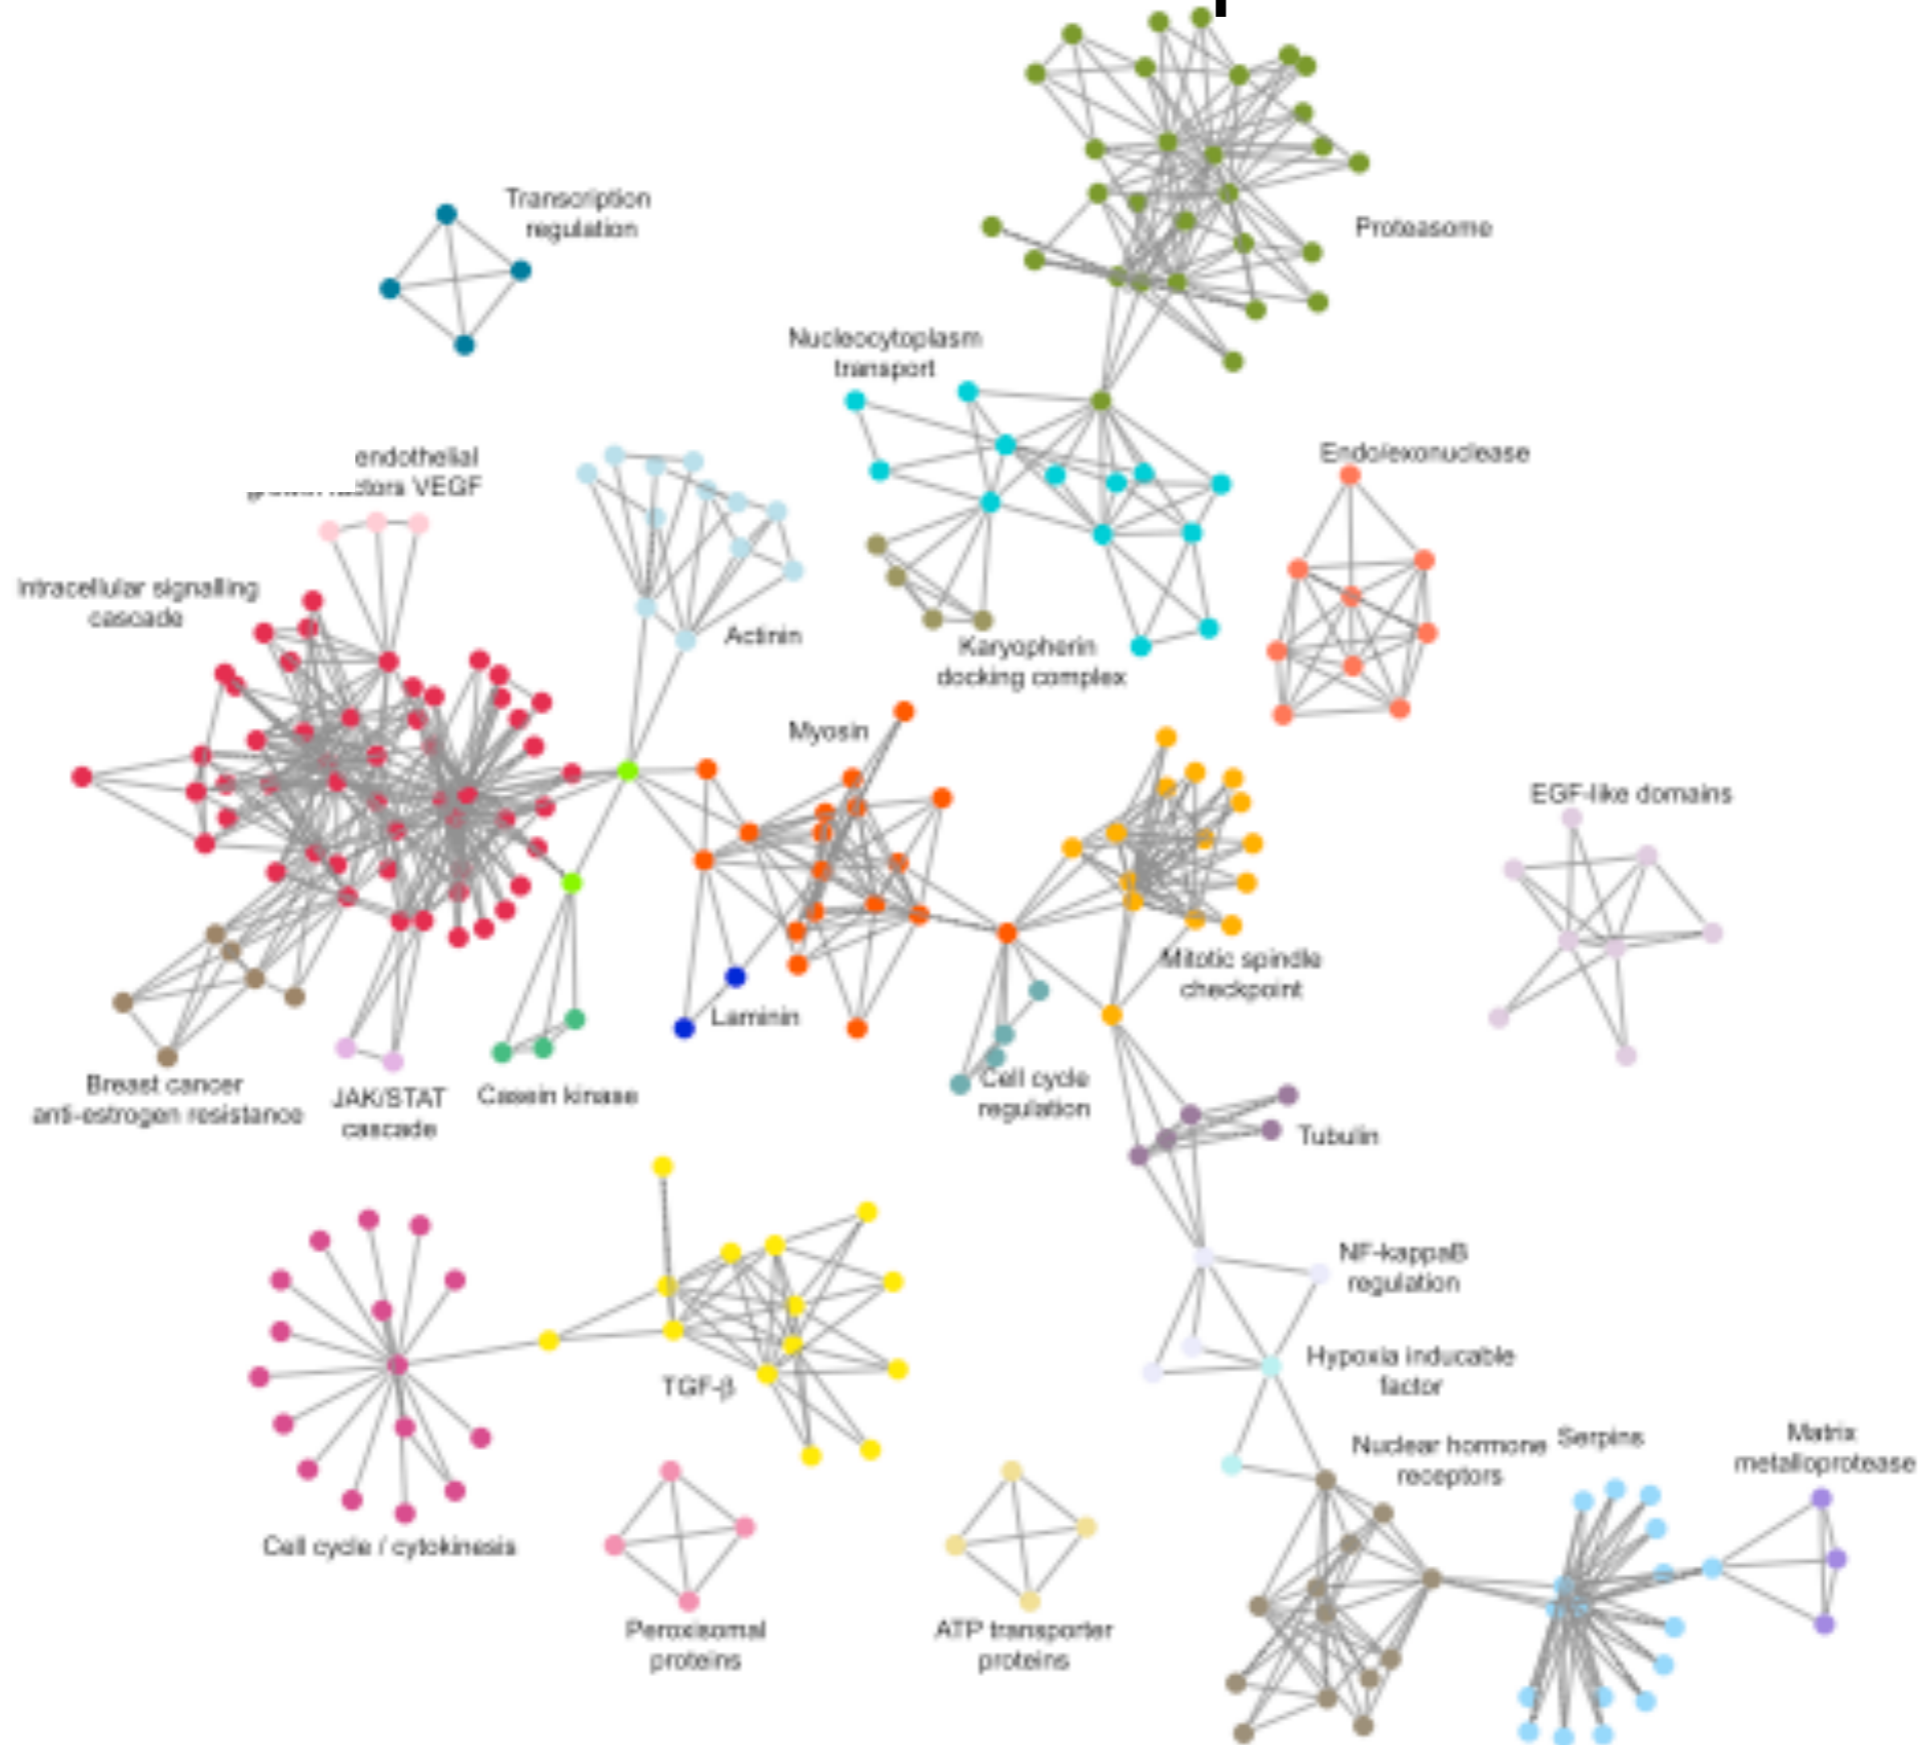 Transcription
regulation
Proteasome
Nucleocytoplasm
transport
endothelial
VEGF
Endo/exonuclease
Intracellular signalling
cascade
Actinin
Karyopherin
docking complex
Myosin
EGF-like domains
Mitotic spindle
checkpoint
Laminin
Breast cancer
anti-estrogen resistance
JAK/STAT
cascade
Casein kinase
Cell cycle
regulation
Tubulin
NF-kappaB
regulation
TGF-β
Hypoxia inducable
factor
Nuclear hormone
receptors
Serpins
Matrix
metalloprotease
Cell cycle / cytokinesis
Peroxisomal
proteins
ATP transporter
proteins